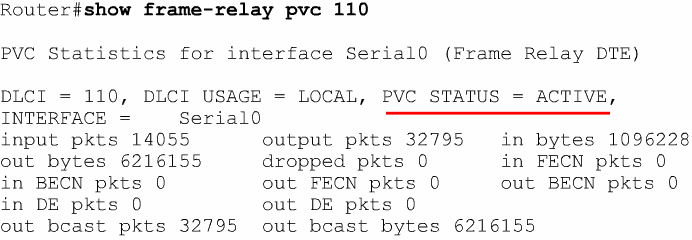 Router#show frame-relay pvc 110
PVC Statistics for interface Serial0 (Frame Relay DTE)
DLCI = 110, DLCI USAGE = LOCAL, PVC STATUS = ACTIVE,
INTERFACE = Serial0
input pkts 14055 output pkts 32795 in bytes 1096228
out bytes 6216155 dropped pkts 0 in FECN pkts 0
in BECN pkts 0 out FECN pkts 0 out BECN pkts 0
in DE pkts 0 out DE pkts 0
out bcast pkts 32795 out bcast bytes 6216155